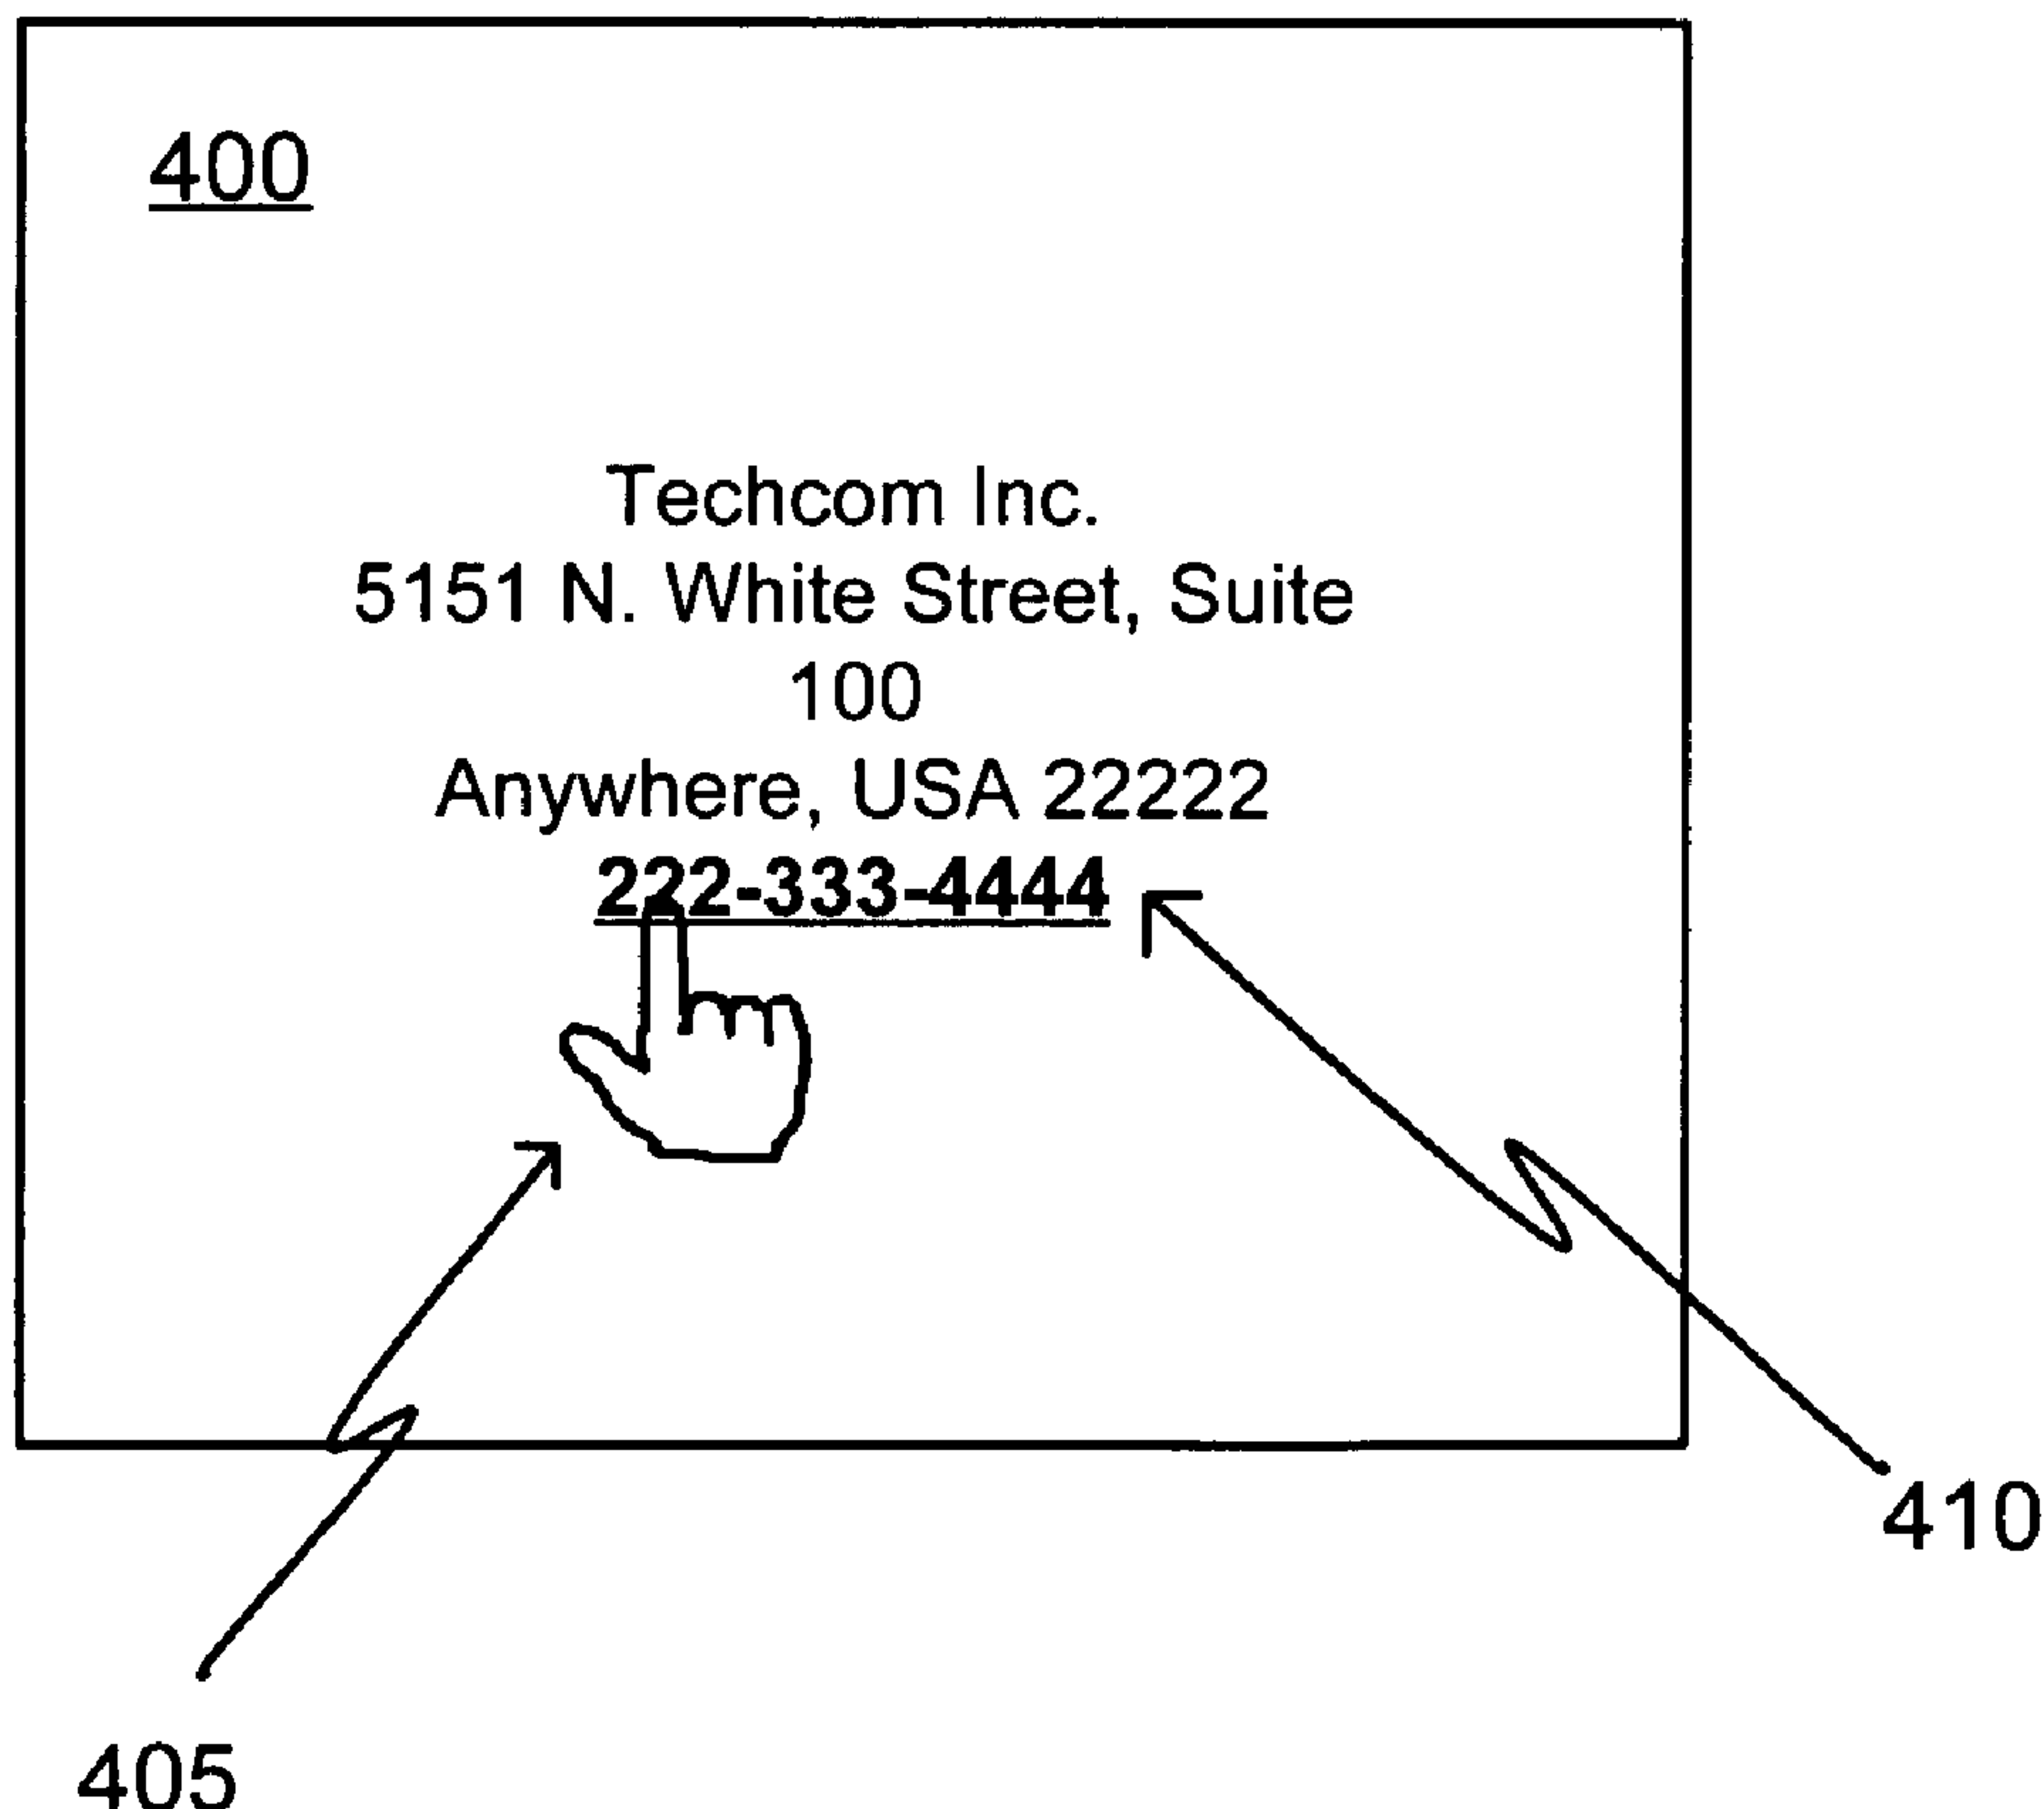 400
Techcom Inc.
5151 N. White Street, Suite
100
Anywhere, USA 22222
222-333-4444
410
405